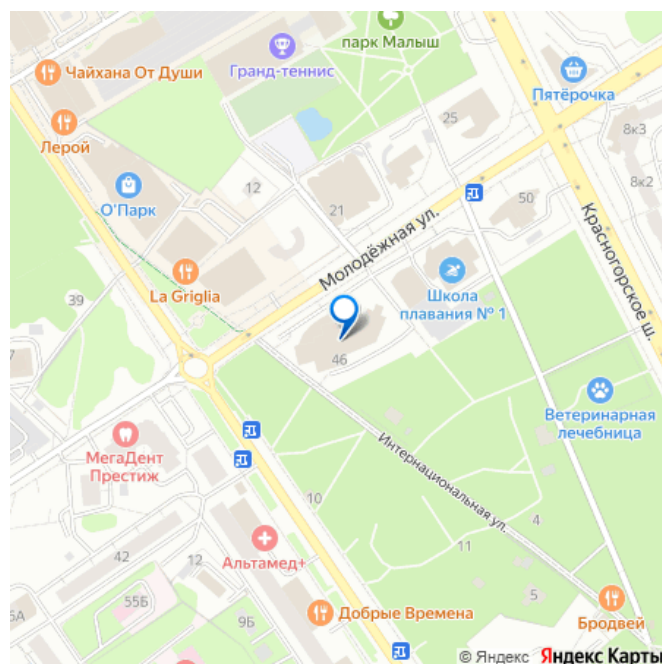 парк Малыш
Чайхана От Души
Гранд-теннис
Пятёрочка
Лерой
25
8к3
12
8к2
О'Парк
21
50
Молодёжная ул.
Красногорское ш.
La Griglia
39
Школа
плавания № 1
46
7
Ветеринарная
лечебница
МегаДент
Престиж
Интернациональная ул.
10
4
11
42
Альтамед+
5
55Б
5А
9Б
Добрые Времена
Бродвей
© Яндекс Яндекс Карты